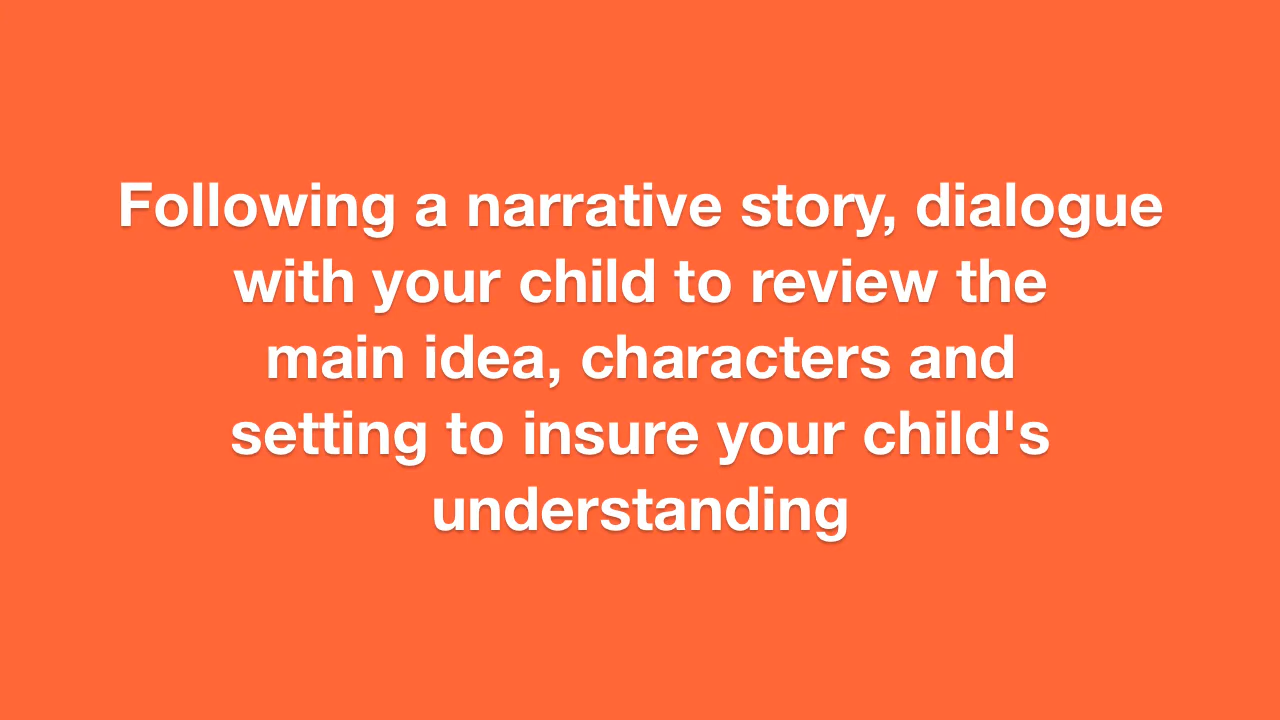 Following a narrative story, dialogue
with your child to review the
main idea, characters and
setting to insure your child's
understanding